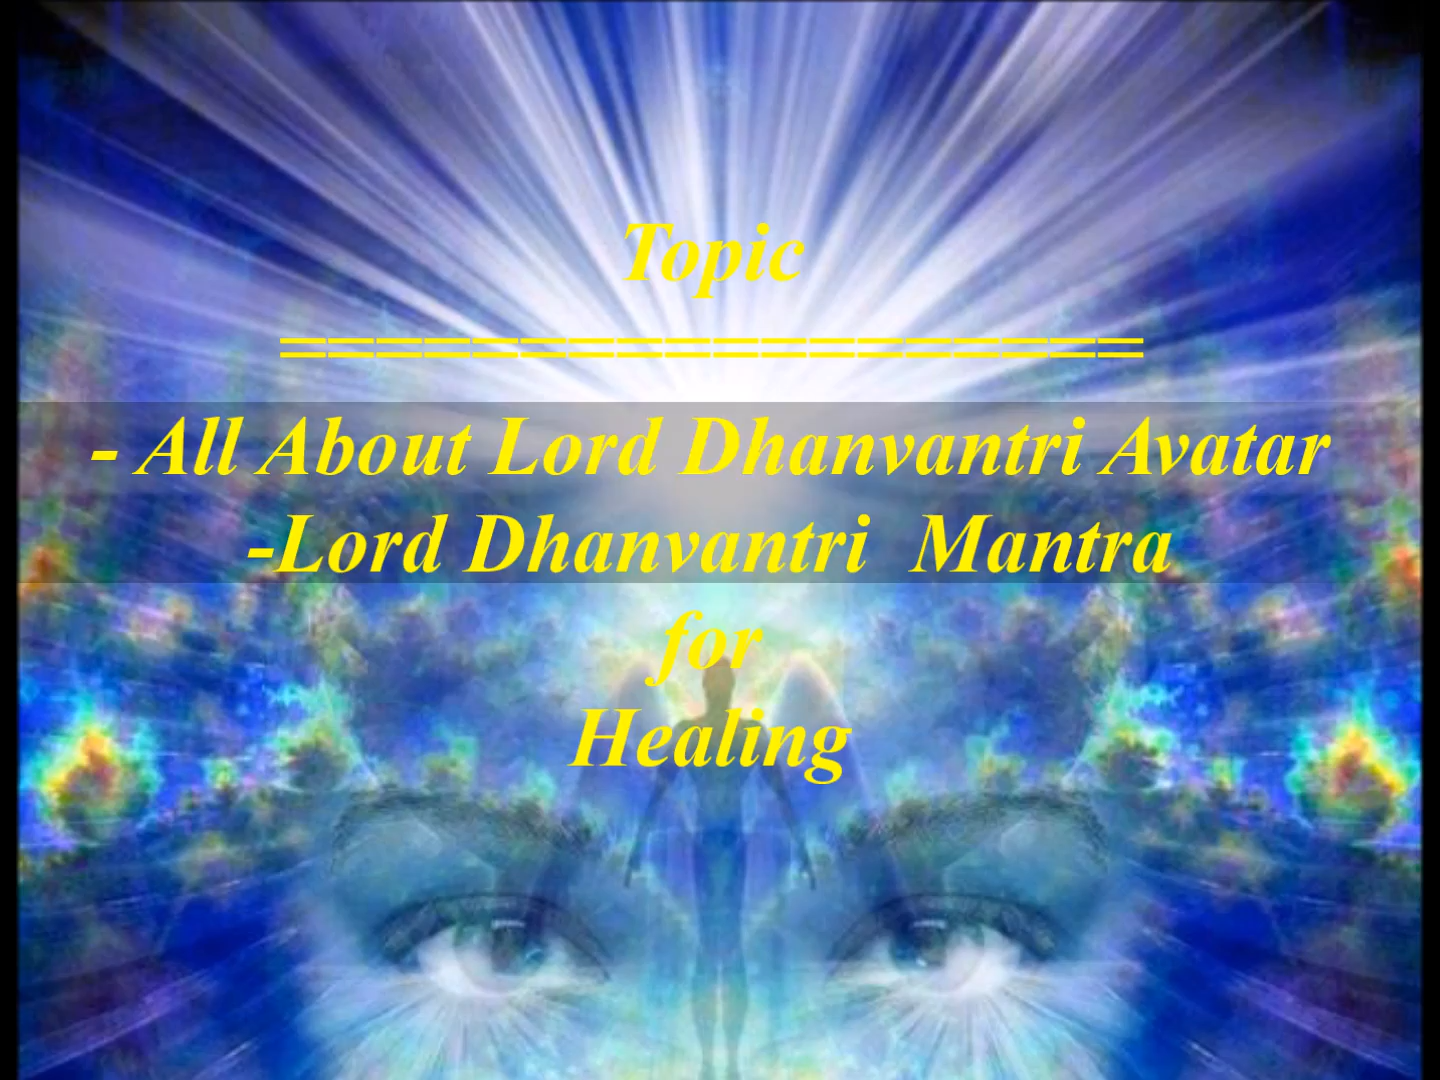 Topic
==================
- All About Lord Dhanvantri Avatar
-Lord Dhanvantri  Mantra
for
Healing